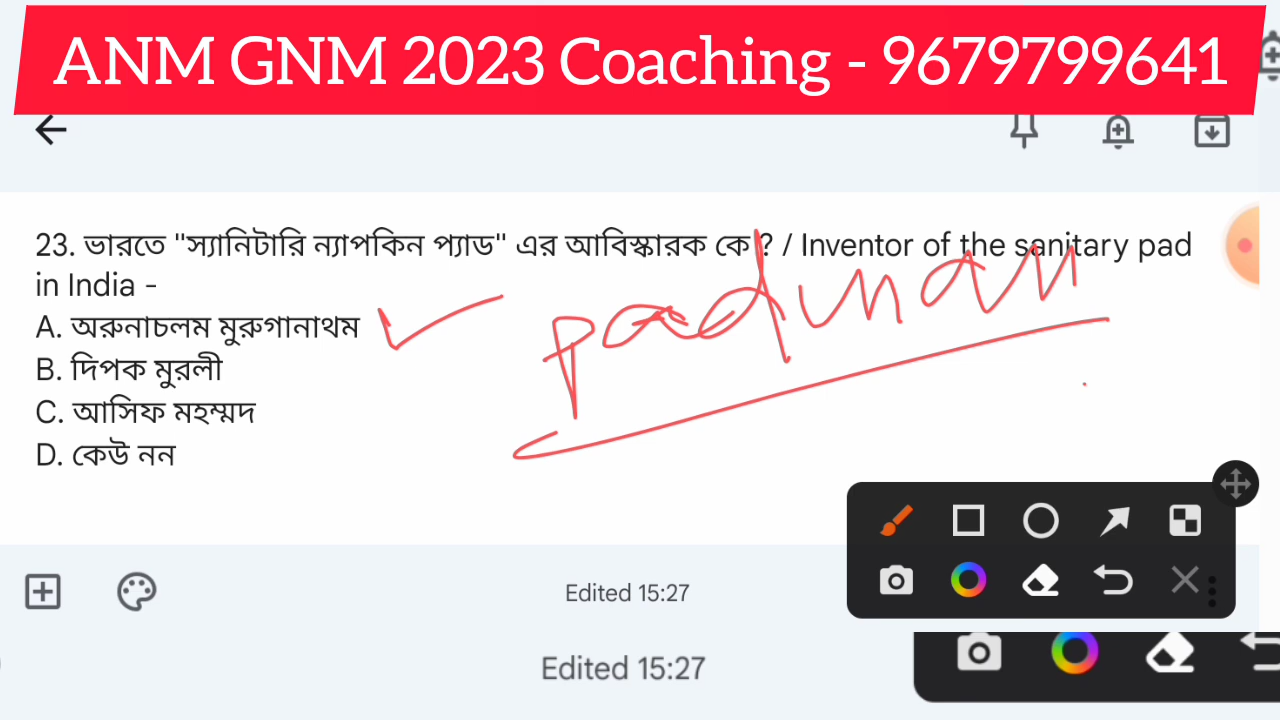 ANM GNM 2023 Coaching - 9679799641
23. ভারতে "স্যানিটারি ন্যাপকিন প্যাড" এর আবিস্কারক কে ? / Inventor of the sanitary pad
in India -
A. অরুনাচলম মুরুগানাথম
padman
B. দিপক মুরলী
C. আসিফ মহম্মদ
D. কেউ নন
Edited 15:27
Edited 15:27